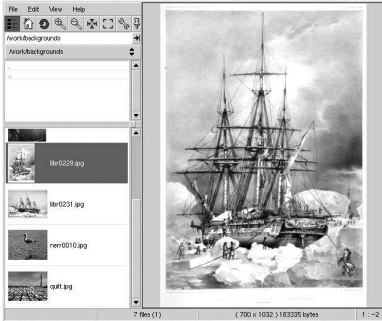 File Edit View Help
/work/backgrounds
/work/backgrounds
..
libr0229.jpg
libr0231.jpg
nerr0010.jpg
quilt.jpg
7 files (1)
( 700 x 1032 ) 183335 bytes
1 : ~2